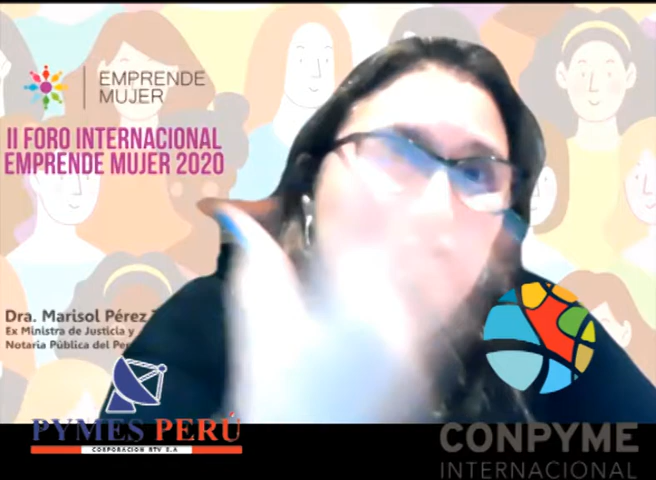 EMPRENDE
MUJER
II FORO INTERNACIONAL
EMPRENDE MUJER 2020
Dra. Marisol Pérez
Ex Ministra de Justicia y
Notaria Pública del
PYMES PERÚ
CORPORACION RTV S.A
CONPYME
INTERNACIONAL